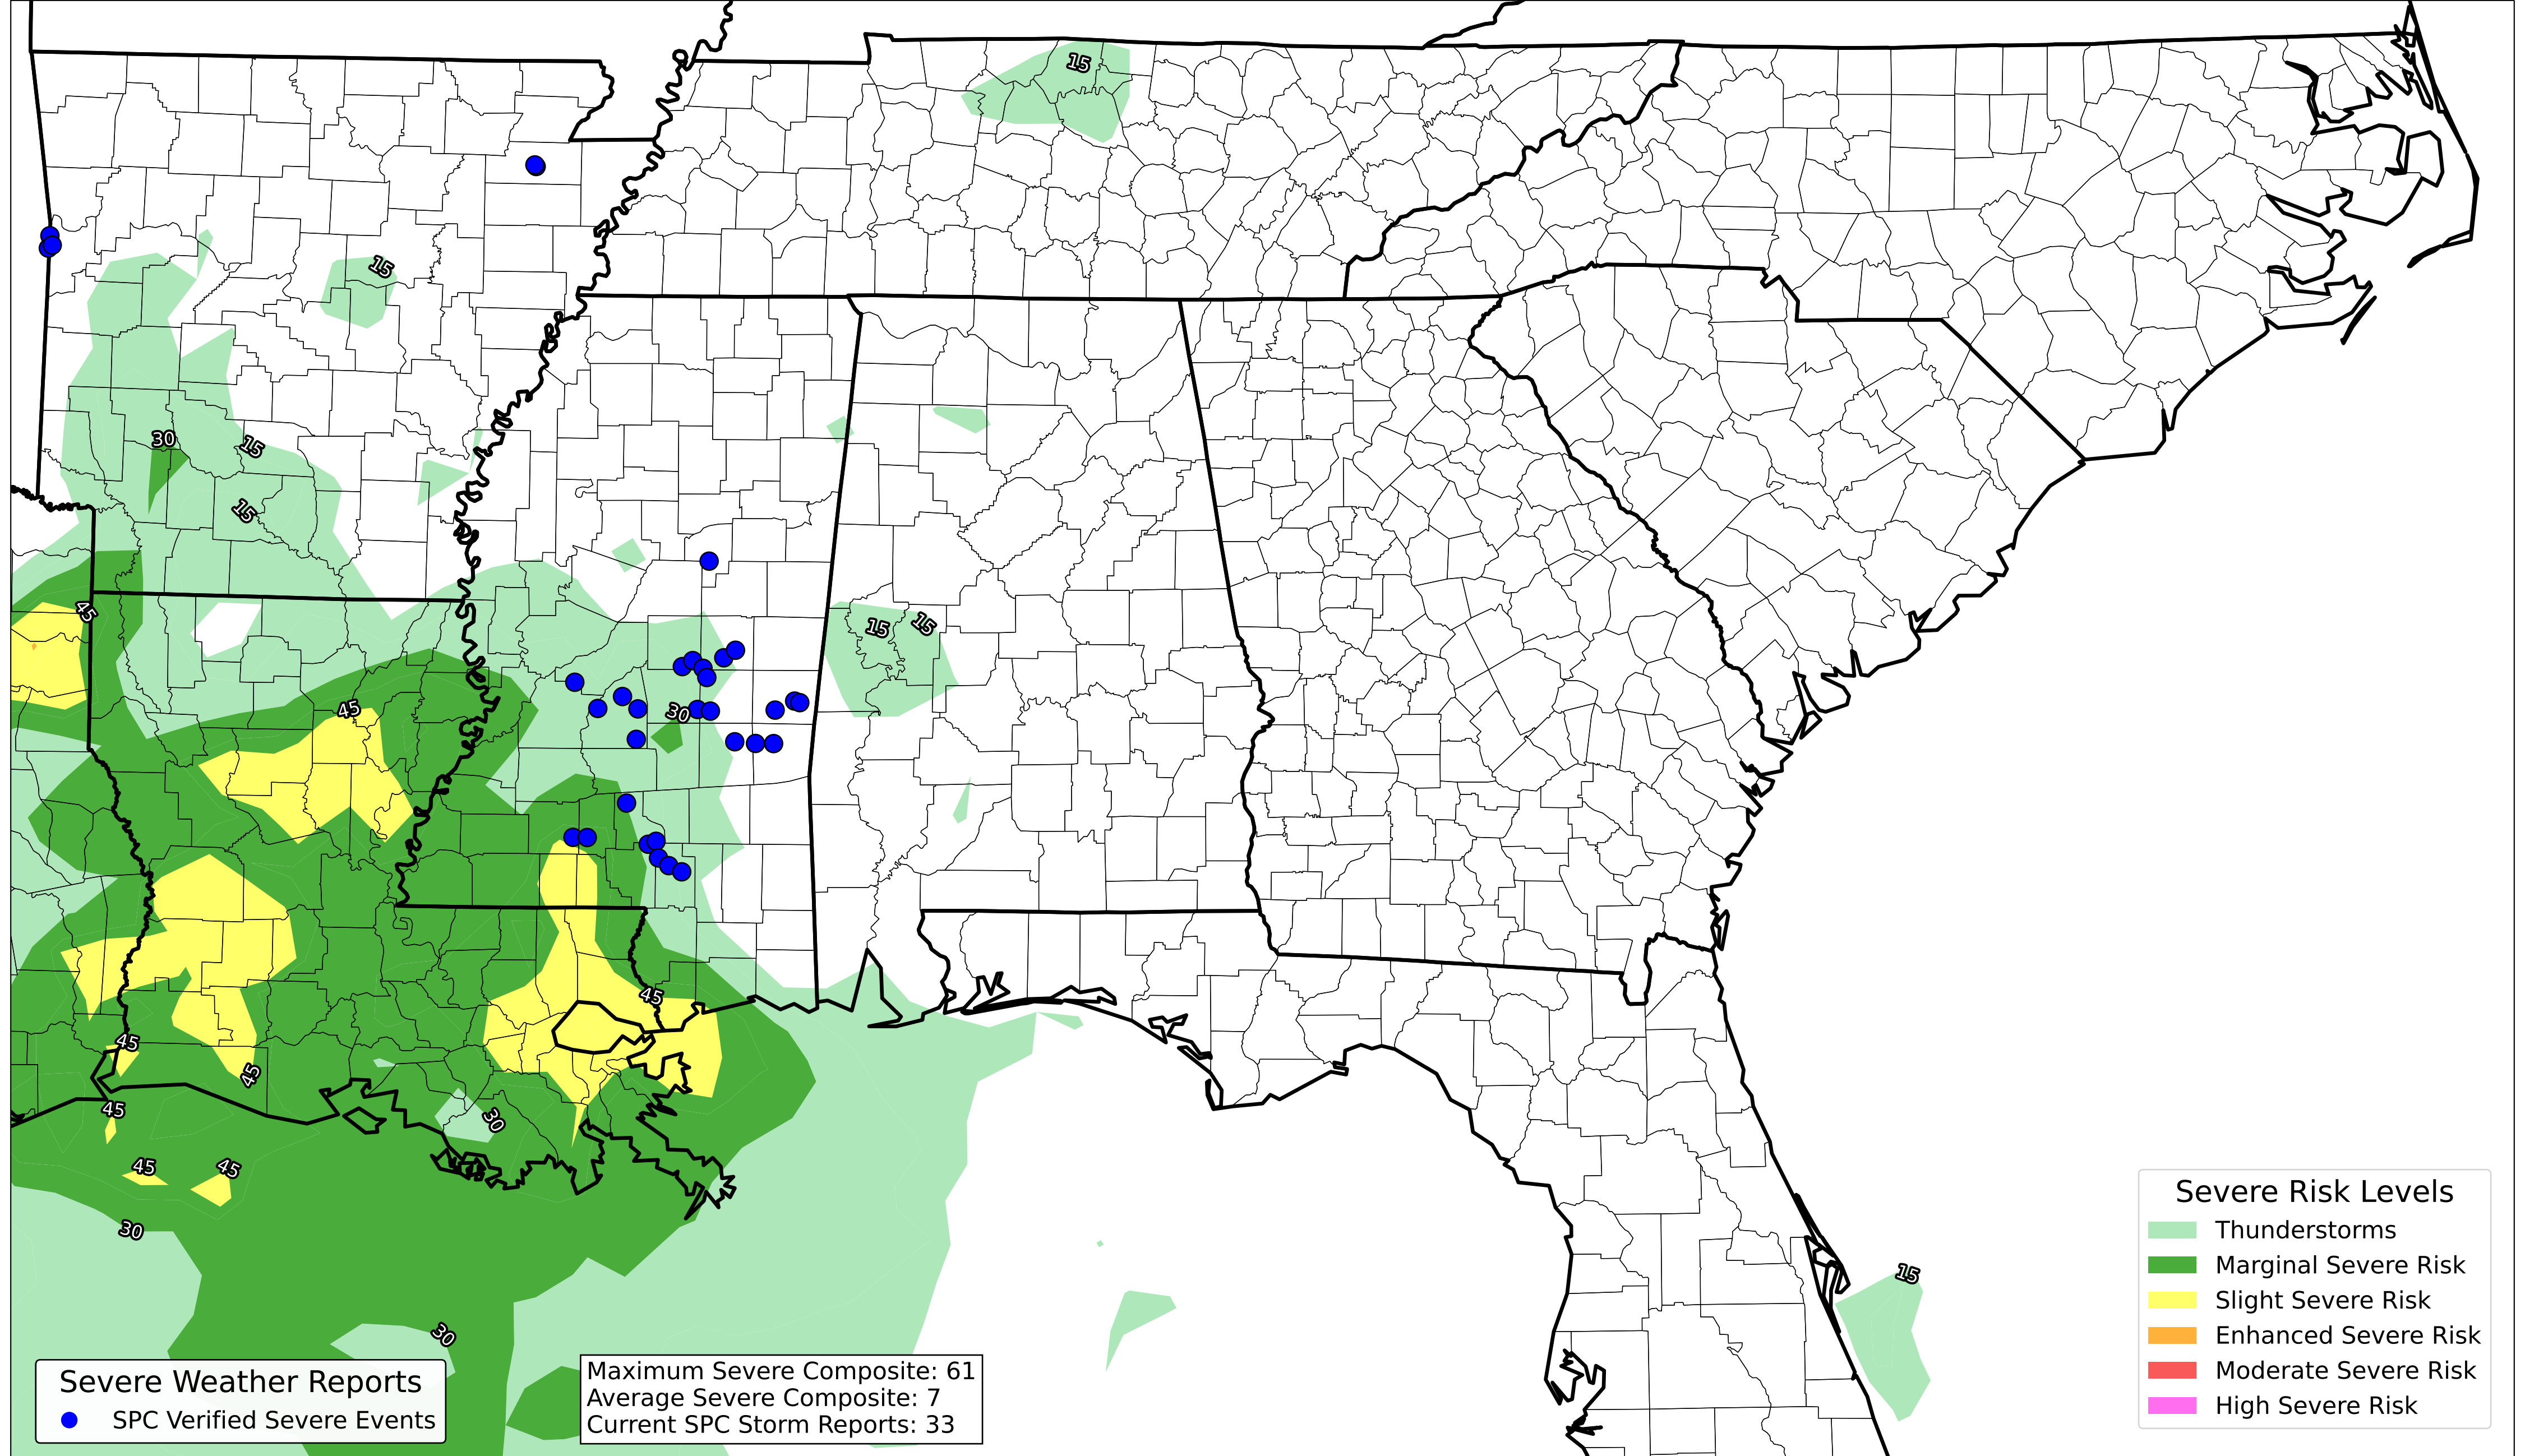 15
15
30
15
15
45
15
15
45
30
45
45
45
45
30
45
45
30
15
30
Severe Weather Reports
SPC Verified Severe Events
Maximum Severe Composite: 61
Average Severe Composite: 7
Current SPC Storm Reports: 33
Severe Risk Levels
Thunderstorms
Marginal Severe Risk
Slight Severe Risk
Enhanced Severe Risk
Moderate Severe Risk
High Severe Risk